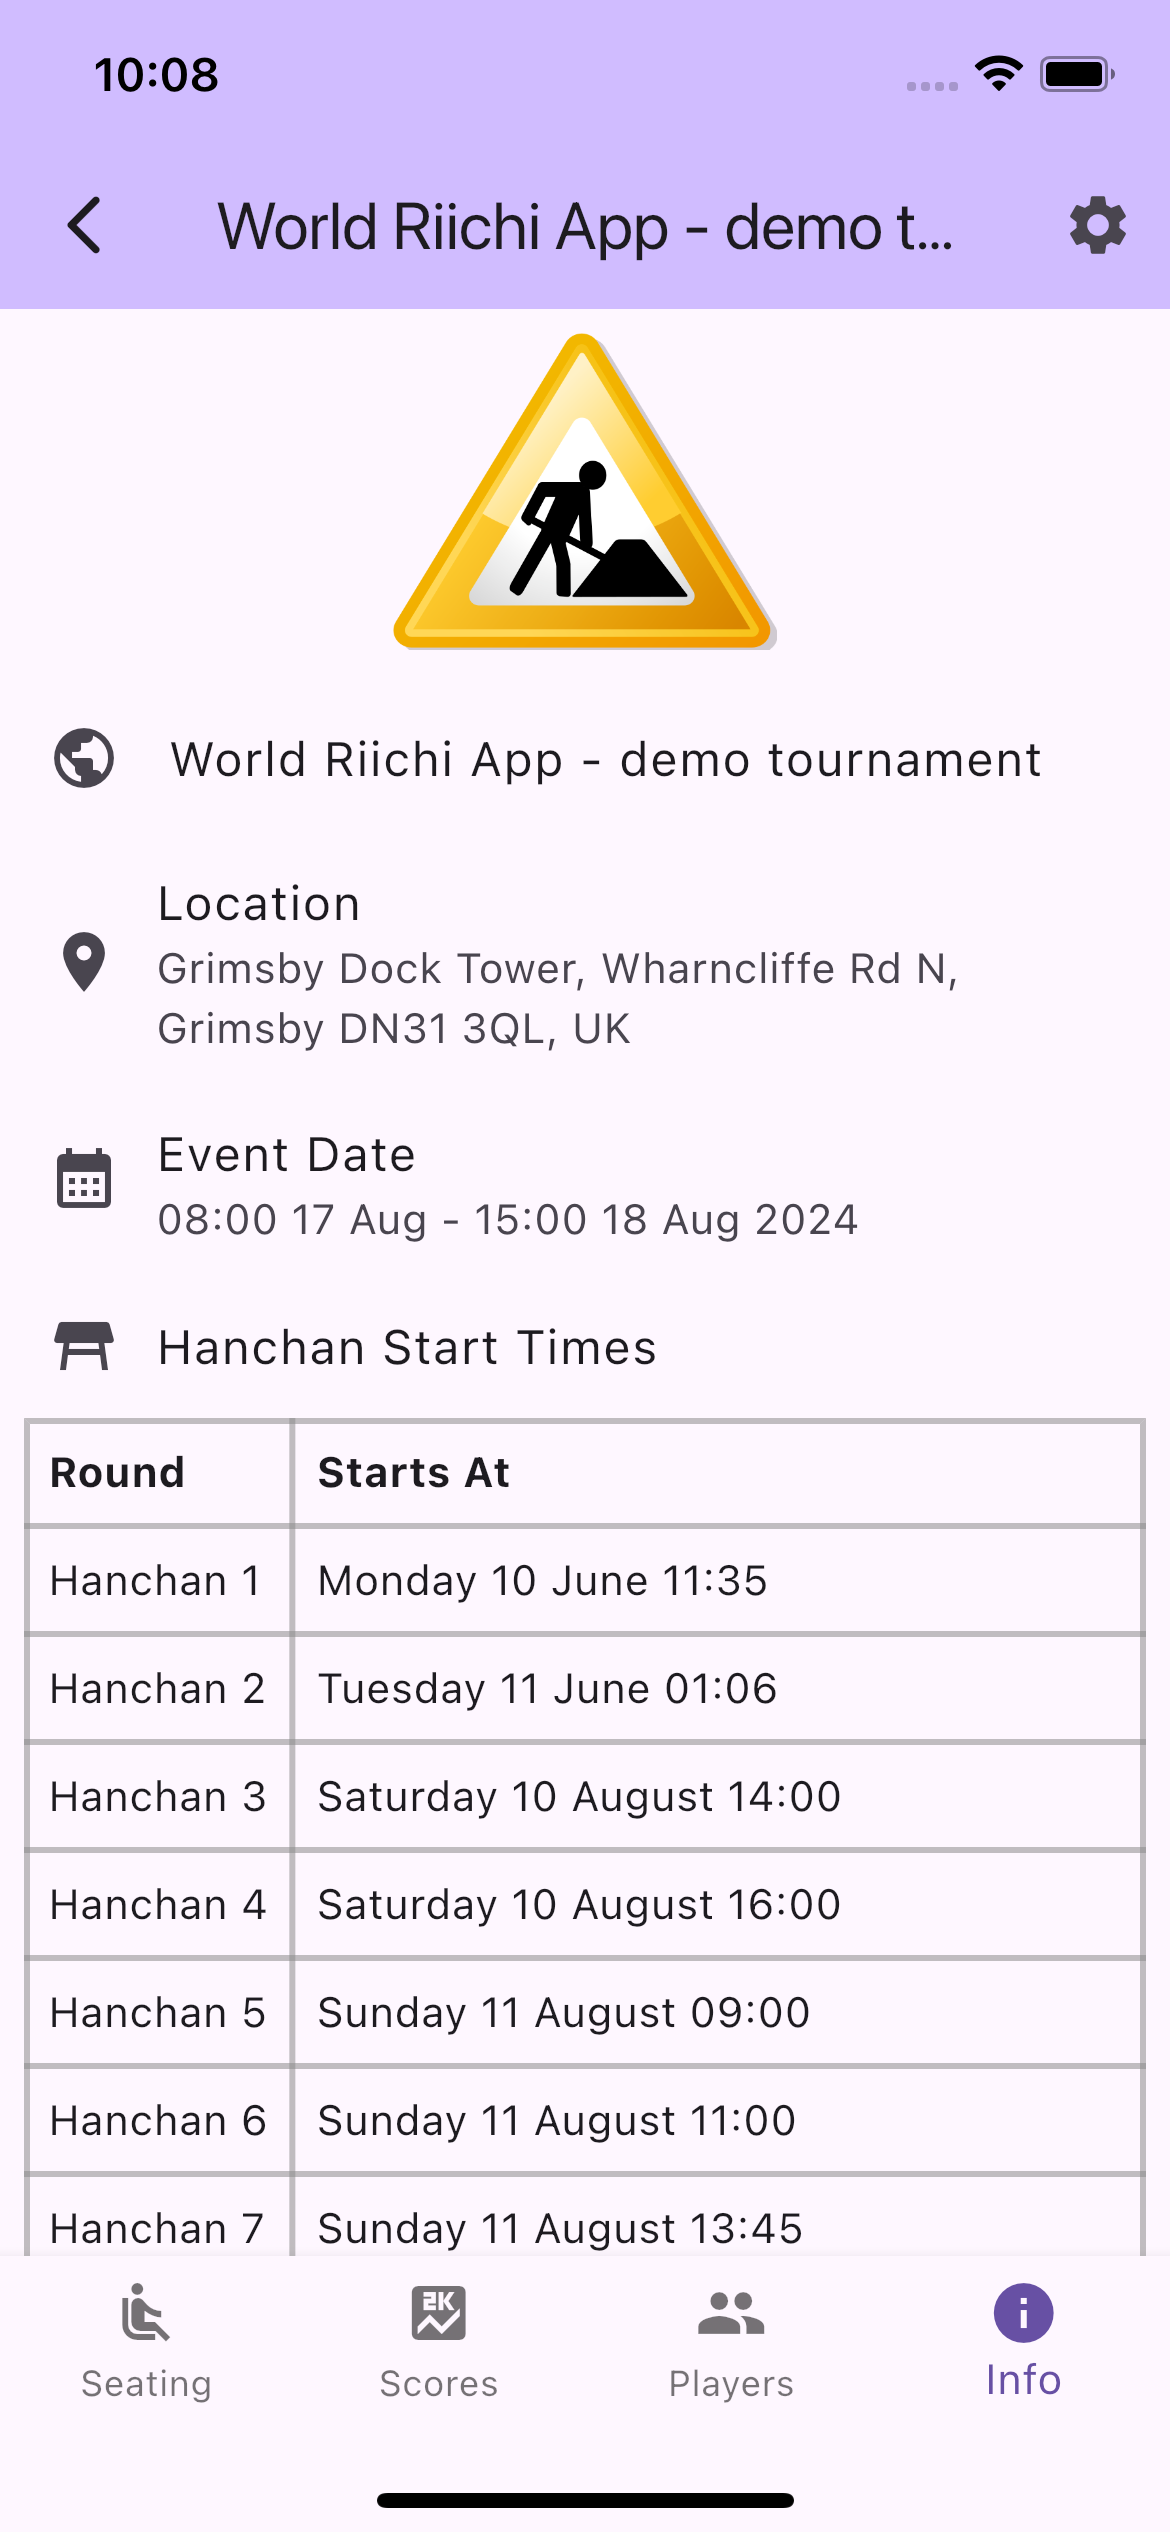 10:08
World Riichi App - demo t...
World Riichi App - demo tournament
Location
Grimsby Dock Tower, Wharncliffe Rd N,
Grimsby DN31 3QL, UK
Event Date
08:00 17 Aug - 15:00 18 Aug 2024
Hanchan Start Times
Round Starts At
Hanchan 1 Monday 10 June 11:35
Hanchan 2 Tuesday 11 June 01:06
Hanchan 3 Saturday 10 August 14:00
Hanchan 4 Saturday 10 August 16:00
Hanchan 5 Sunday 11 August 09:00
Hanchan 6 Sunday 11 August 11:00
Hanchan 7 Sunday 11 August 13:45
2K
Seating Scores Players Info